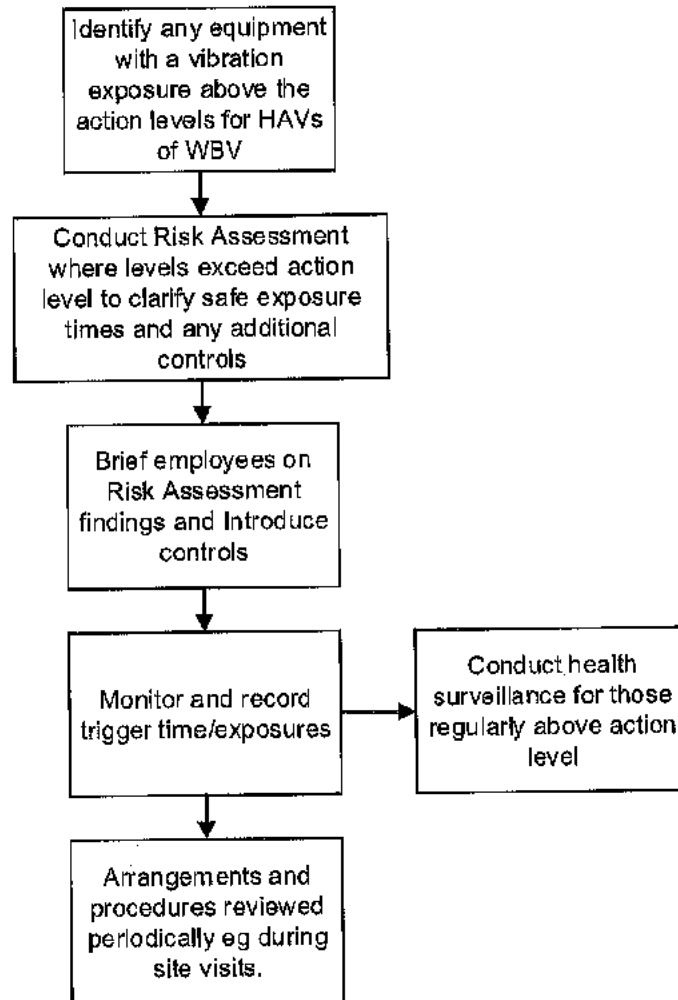 Identify any equipment
with a vibration
exposure above the
action levels for HAVs
of WBV
Conduct Risk Assessment
where levels exceed action
level to clarify safe exposure
times and any additional
controls
Brief employees on
Risk Assessment
findings and Introduce
controls
Monitor and record
trigger time/exposures
Conduct health
surveillance for those
regularly above action
level
Arrangements and
procedures reviewed
periodically eg during
site visits.